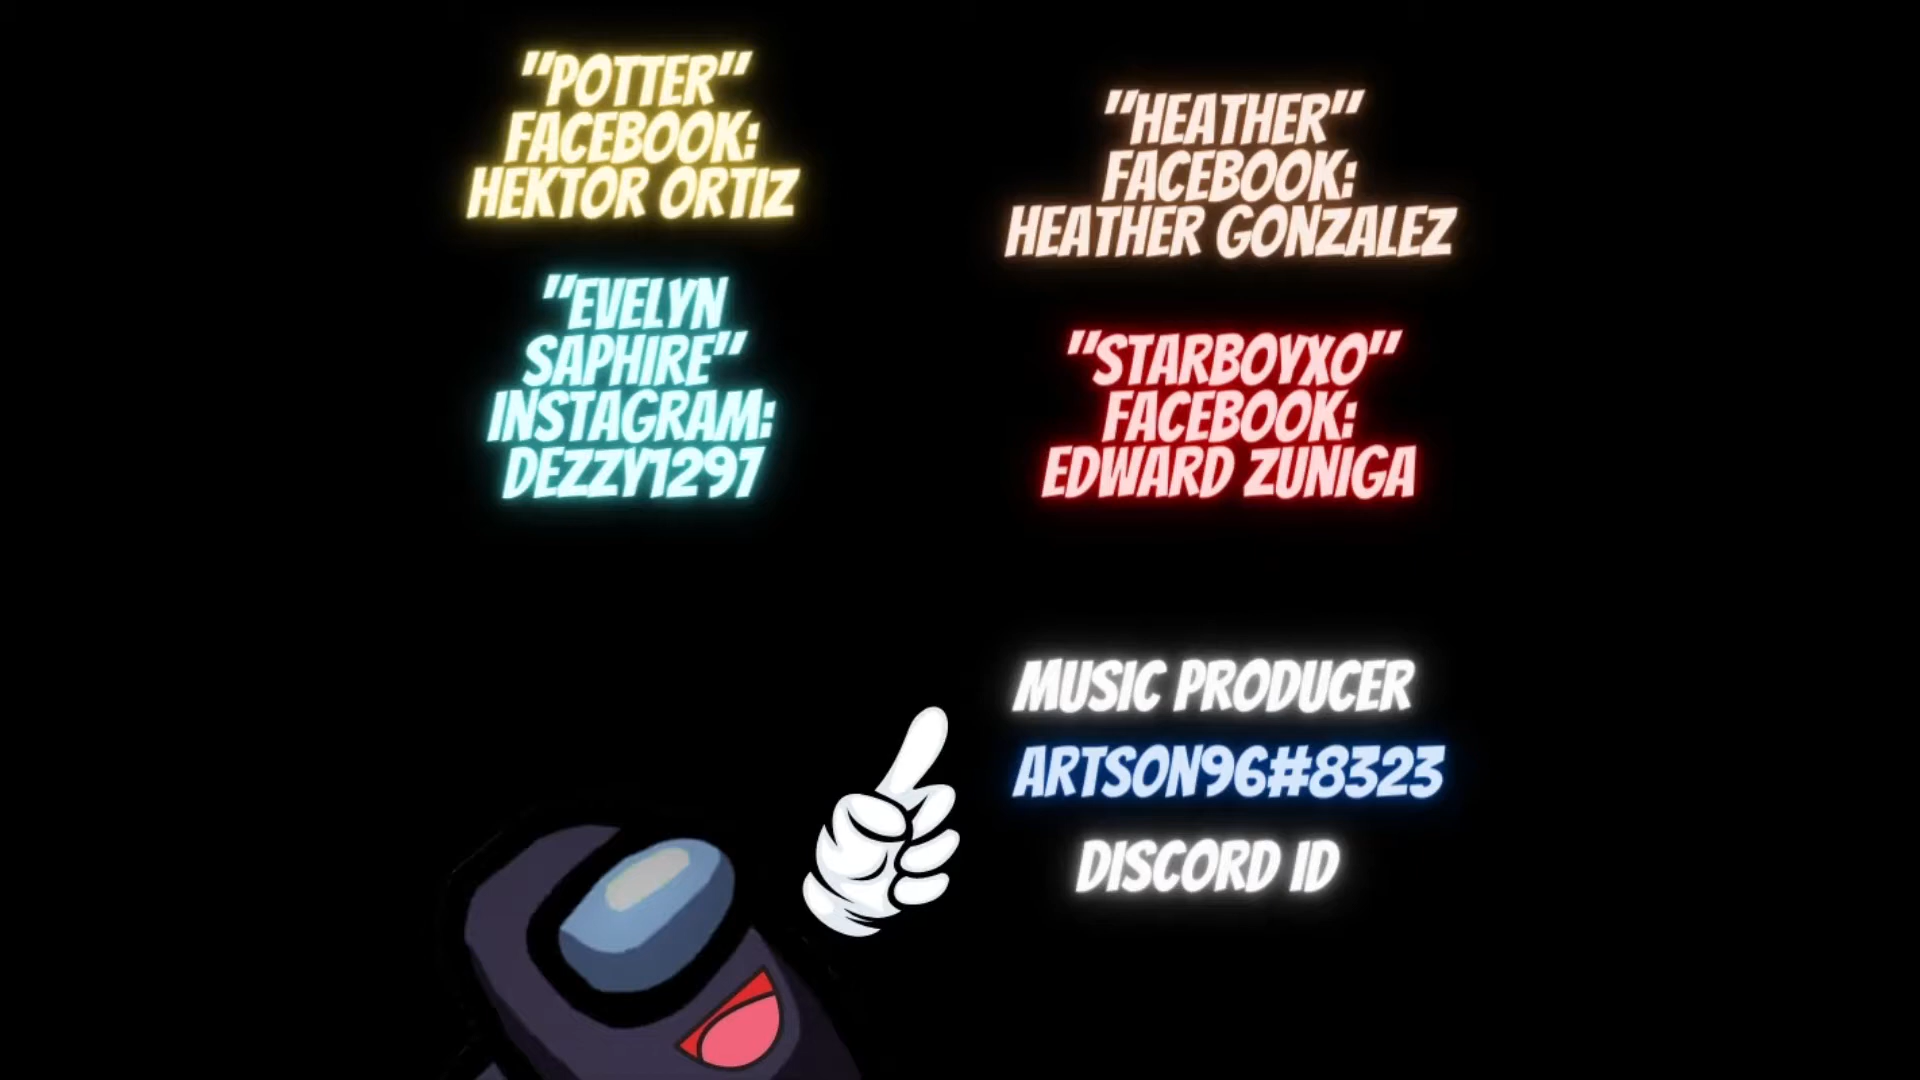 "POTTER"
FACEBOOK:
HEKTOR ORTIZ
"EVELYN
SAPHIRE"
INSTAGRAM:
DEZZY1297
"HEATHER"
FACEBOOK:
HEATHER GONZALEZ
"STARBOYXO"
FACEBOOK:
EDWARD ZUNIGA
MUSIC PRODUCER
ARTSON96#8323
DISCORD ID